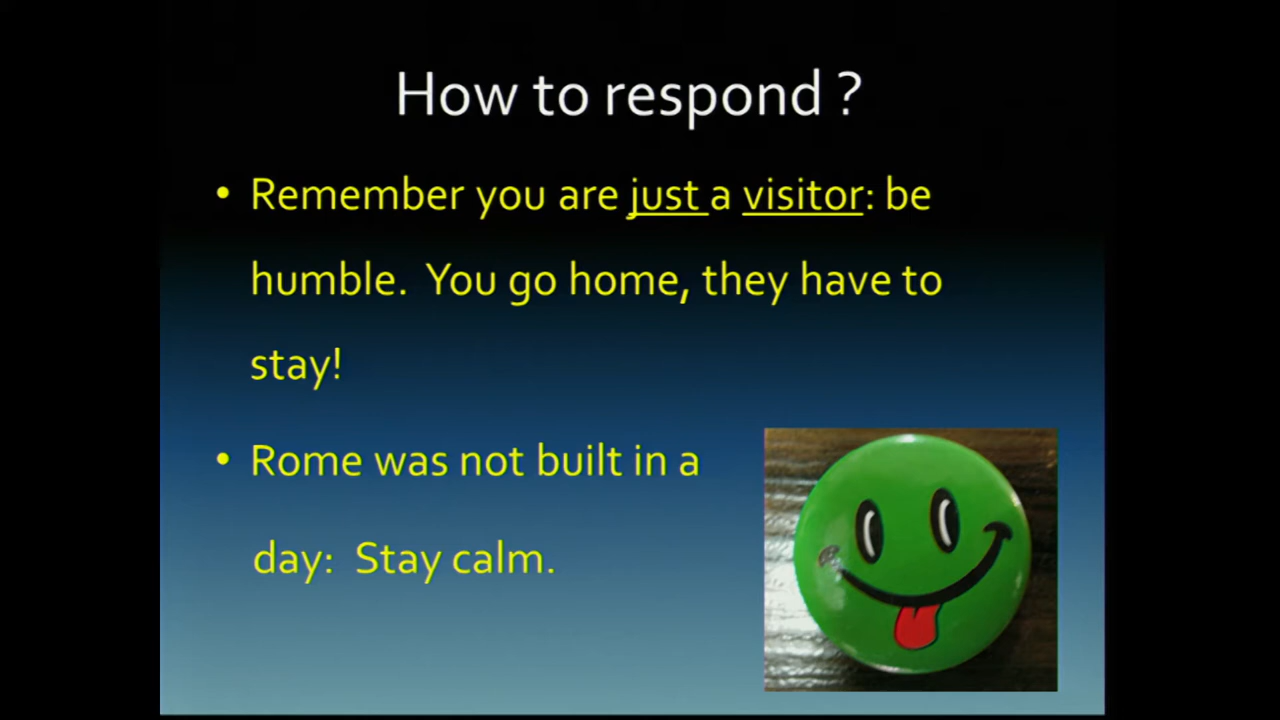 How to respond ?
• Remember you are just a visitor: be
humble. You go home, they have to
stay!
• Rome was not built in a
day: Stay calm.